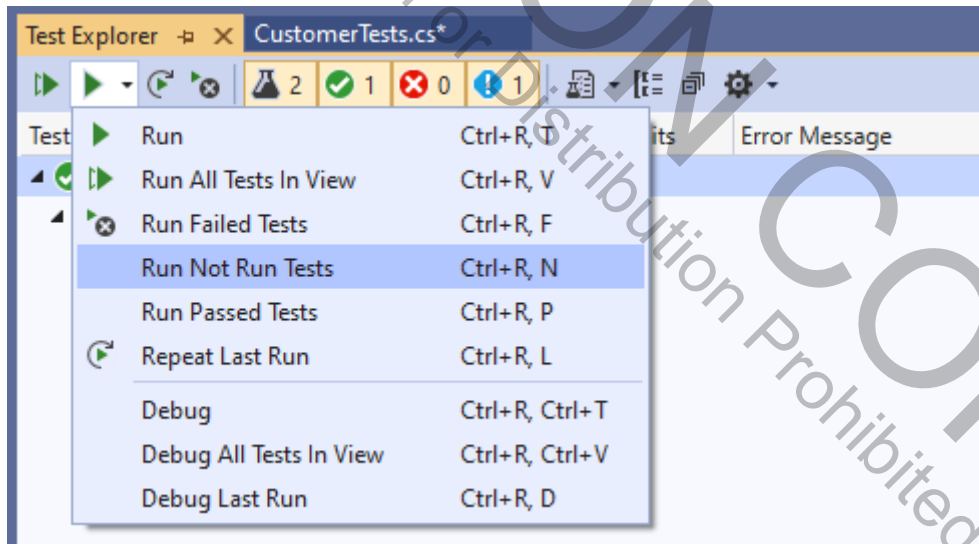 Test Explorer CustomerTests.cs*
2 1 0 1
Test its Error Message
Run Ctrl+R, T
Run All Tests In View Ctrl+R, V
Run Failed Tests Ctrl+R, F
Run Not Run Tests Ctrl+R, N
Run Passed Tests Ctrl+R, P
Repeat Last Run Ctrl+R, L
Debug Ctrl+R, Ctrl+T
Debug All Tests In View Ctrl+R, Ctrl+V
Debug Last Run Ctrl+R, D
or Distribution Prohibited
ON CO